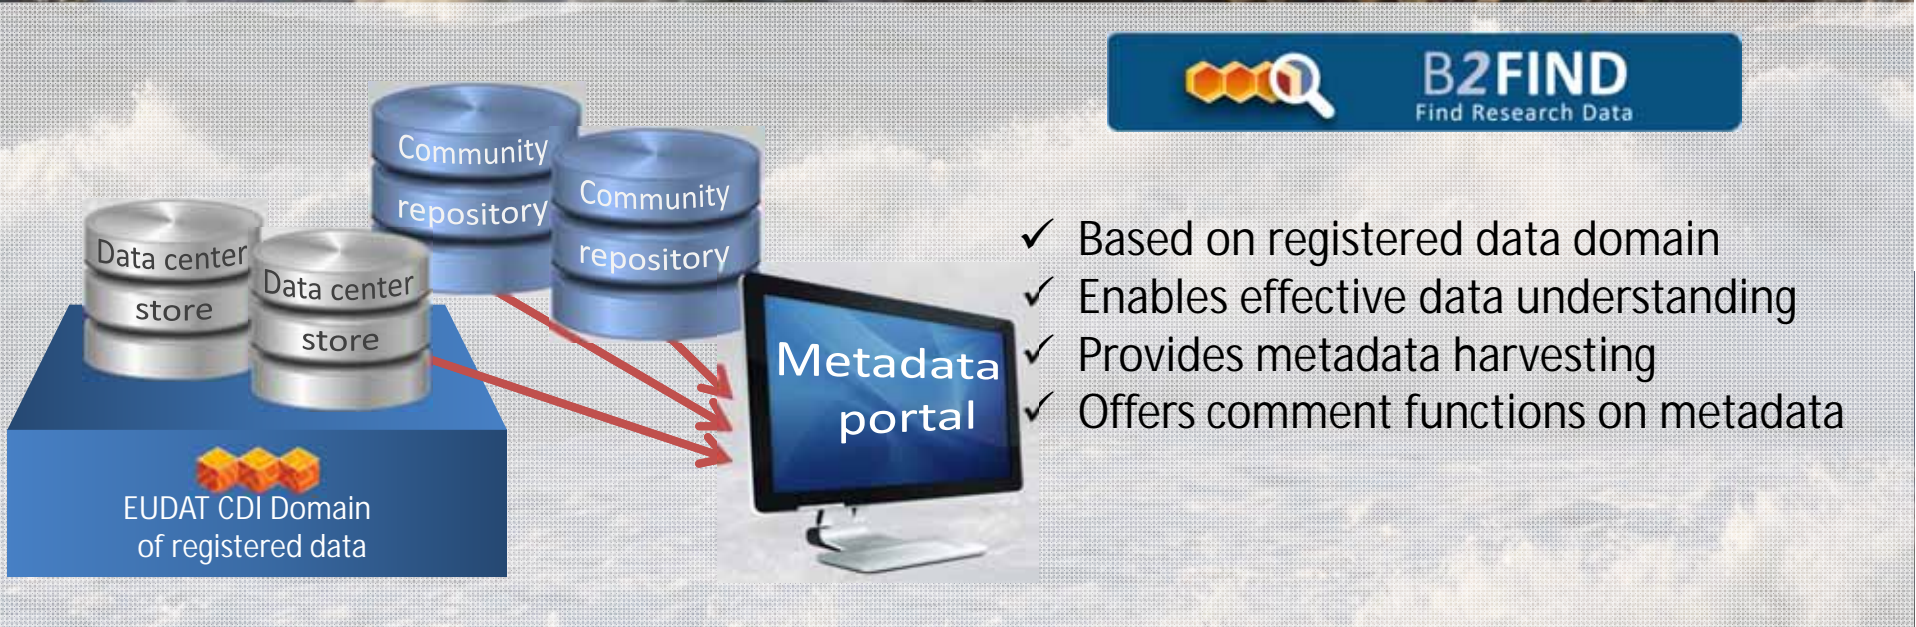 B2FIND
Find Research Data
Community
repository
Community
repository
Data center
store
Data center
store
Metadata
portal
EUDAT CDI Domain
of registered data
✓ Based on registered data domain
✓ Enables effective data understanding
✓ Provides metadata harvesting
✓ Offers comment functions on metadata